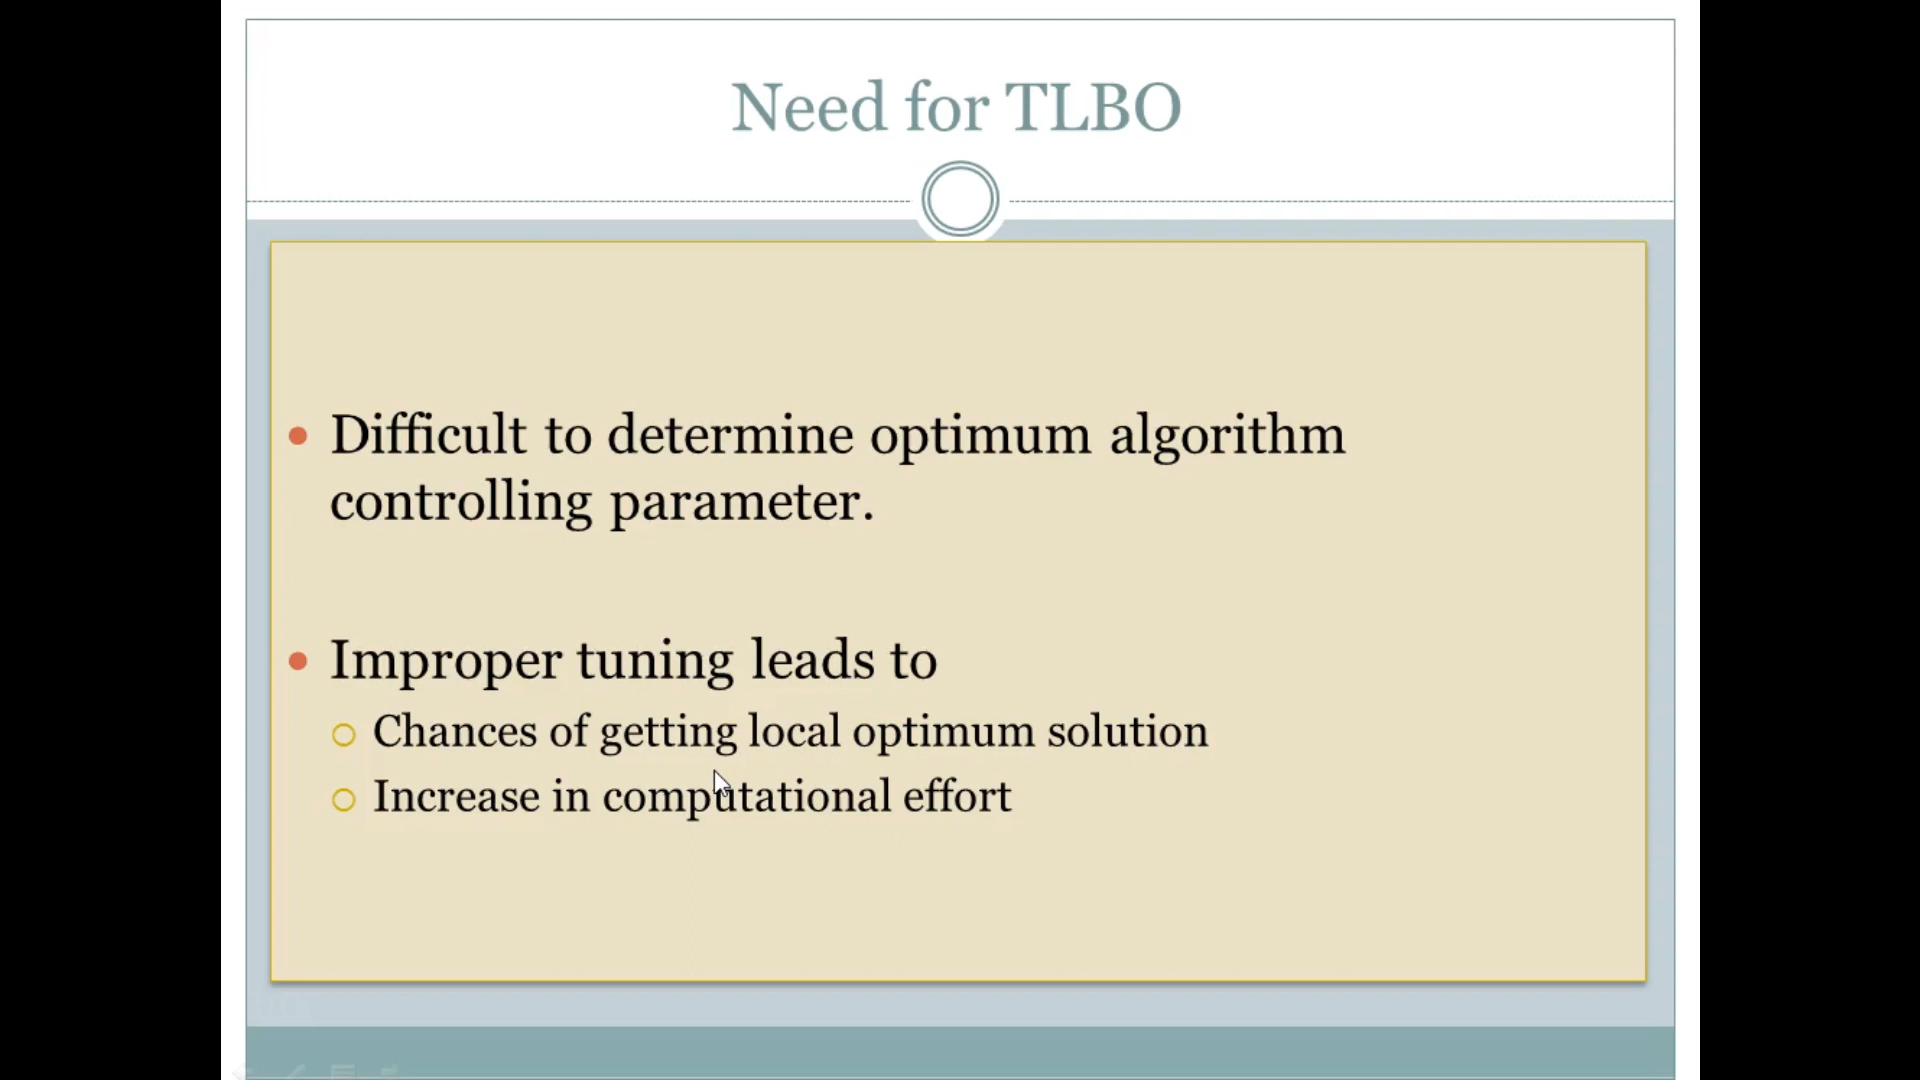 Need for TLBO
Difficult to determine optimum algorithm
controlling parameter.
Improper tuning leads to
Chances of getting local optimum solution
Increase in computational effort